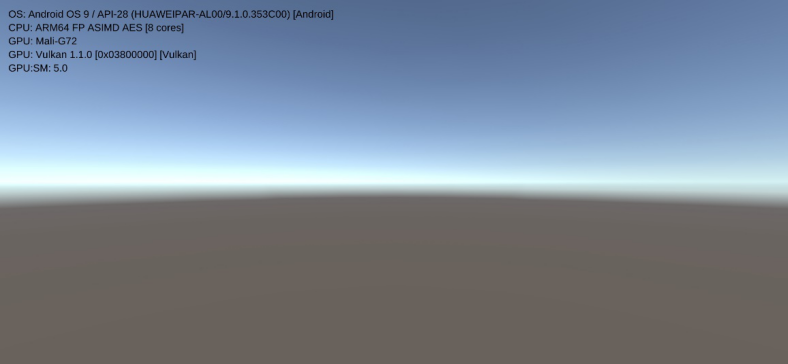 OS: Android OS 9 / API-28 (HUAWEIPAR-AL00/9.1.0.353C00) [Android]
CPU: ARM64 FP ASIMD AES [8 cores]
GPU: Mali-G72
GPU: Vulkan 1.1.0 [0x03800000] [Vulkan]
GPU:SM: 5.0